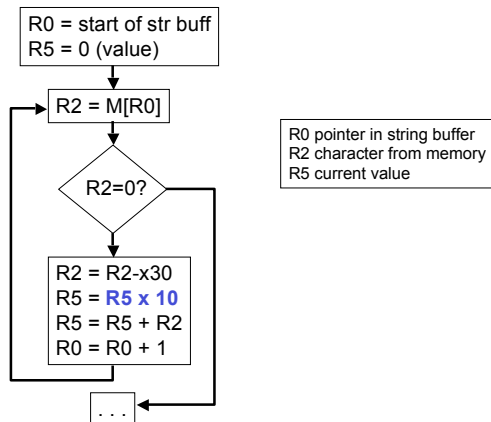 R0 = start of str buff
R5 = 0 (value)
R2 = M[R0]
R2=0?
R2 = R2-x30
R5 = R5 x 10
R5 = R5 + R2
R0 = R0 + 1
. . .
R0 pointer in string buffer
R2 character from memory
R5 current value